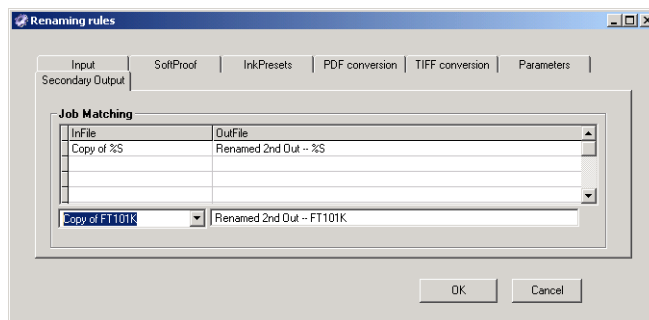 Renaming rules
Input SoftProof InkPresets PDF conversion TIFF conversion Parameters
Secondary Output
Job Matching
InFile OutFile
Copy of %S Renamed 2nd Out -- %S
Copy of FT101K Renamed 2nd Out -- FT101K
OK Cancel